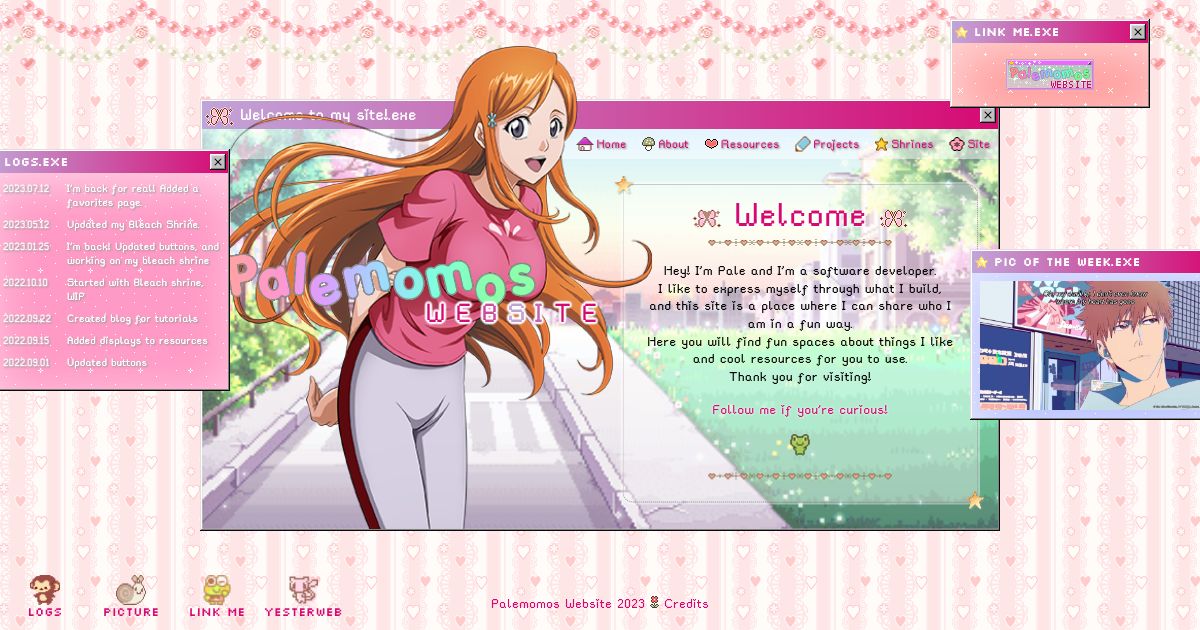 LINK ME.EXE
Palemomos
WEBSITE
Welcome to my site!.exe
Home About Resources Projects Shrines Site
LOGS.EXE
2023.07.12 I'm back for real! Added a
favorites page.
2023.05.12 Updated my Bleach Shrine.
2023.01.25 I'm back! Updated buttons, and
working on my bleach shrine
2022.10.10 Started with Bleach shrine,
WIP
2022.09.22 Created blog for tutorials
2022.09.15 Added displays to resources
2022.09.01 Updated buttons
Palemomos
WEBSITE
Welcome
Hey! I'm Pale and I'm a software developer.
I like to express myself through what I build,
and this site is a place where I can share who I
am in a fun way.
Here you will find fun spaces about things I like
and cool resources for you to use.
Thank you for visiting!
Follow me if you're curious!
PIC OF THE WEEK.EXE
LOGS
PICTURE
LINK ME
YESTERWEB
Palemomos Website 2023 Credits